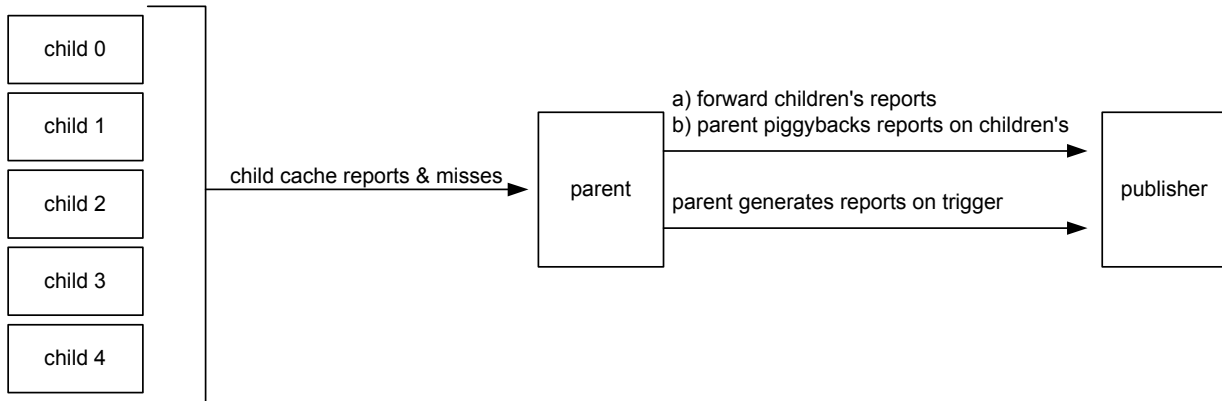 child 0
child 1
child 2
child 3
child 4
child cache reports & misses
parent
a) forward children's reports
b) parent piggybacks reports on children's
parent generates reports on trigger
publisher